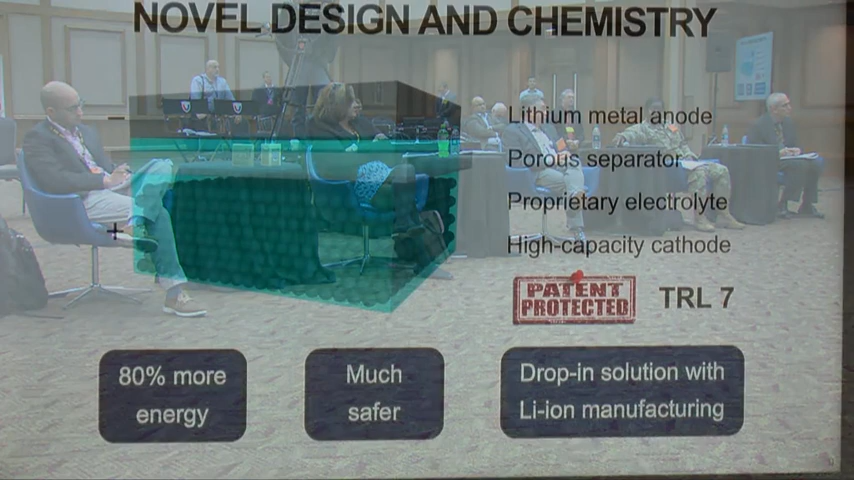 NOVEL DESIGN AND CHEMISTRY
Lithium metal anode
Porous separator
Proprietary electrolyte
High-capacity cathode
PATENT
PROTECTED
TRL 7
80% more
energy
Much
safer
Drop-in solution with
Li-ion manufacturing